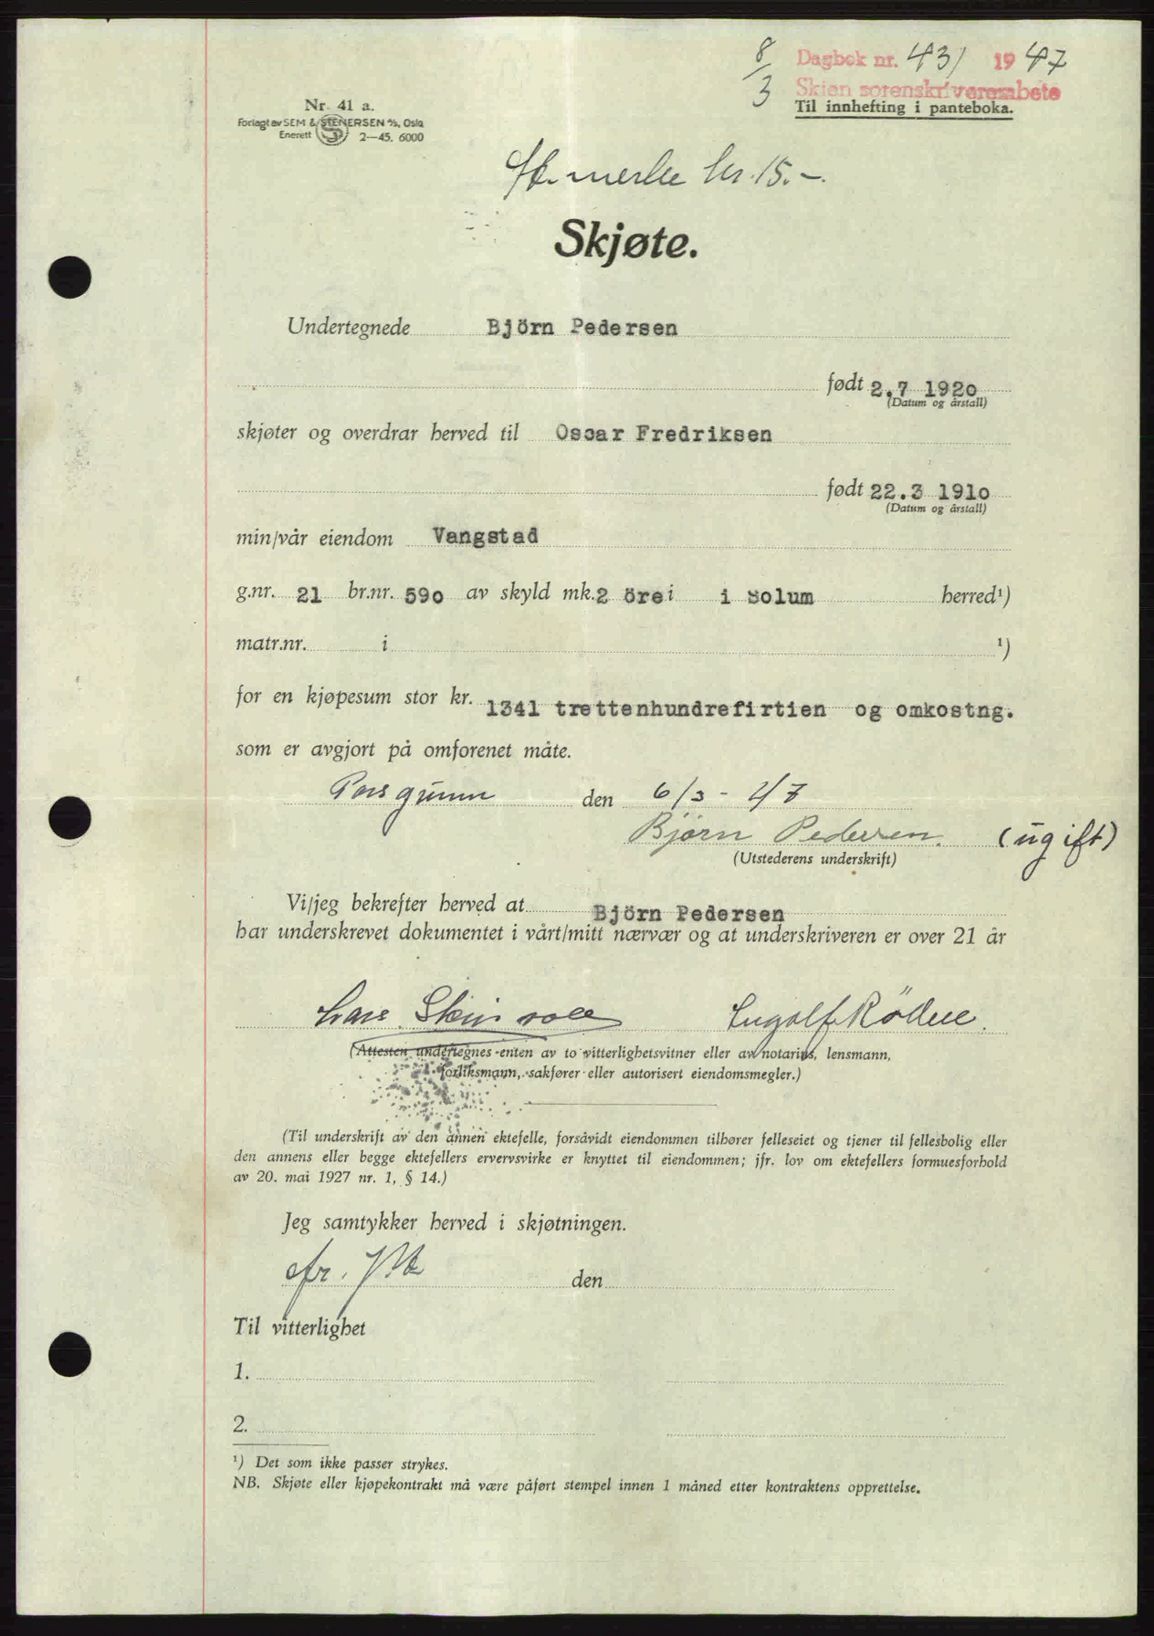 8/3 Dagbok nr. 431 1947
Skien sorenskriverembete
Til innhefting i panteboka.
Nr. 41 a.
Forlagt av SEM & STENERSEN A/S, Oslo
Enerett 2—45. 6000
St. merke kr. 15.-.
Skjøte.
Undertegnede Björn Pedersen
født 2.7 1920
(Datum og årstall)
skjøter og overdrar herved til Oscar Fredriksen
født 22.3 1910
(Datum og årstall)
min/vår eiendom Vangstad
g.nr. 21 br.nr. 590 av skyld mk. 2 öre i i Solum herred¹)
matr.nr. i ¹)
for en kjøpesum stor kr. 1341 trettenhundrefirtien og omkostng.
som er avgjort på omforenet måte.
Porsgrunn den 6/3 - 47
Bjørn Pedersen. (ugift)
(Utstederens underskrift)
Vi/jeg bekrefter herved at Björn Pedersen
har underskrevet dokumentet i vårt/mitt nærvær og at underskriveren er over 21 år
Lars Ingolf
(Attesten undertegnes enten av to vitterlighetsvitner eller av notarius, lensmann,
forliksmann, sakfører eller autorisert eiendomsmegler.)
(Til underskrift av den annen ektefelle, forsåvidt eiendommen tilhører felleseiet og tjener til fellesbolig eller
den annens eller begge ektefellers ervervsvirke er knyttet til eiendommen; jfr. lov om ektefellers formuesforhold
av 20. mai 1927 nr. 1, § 14.)
Jeg samtykker herved i skjøtningen.
den
Til vitterlighet
1.
2.
¹) Det som ikke passer strykes.
NB. Skjøte eller kjøpekontrakt må være påført stempel innen 1 måned etter kontraktens opprettelse.